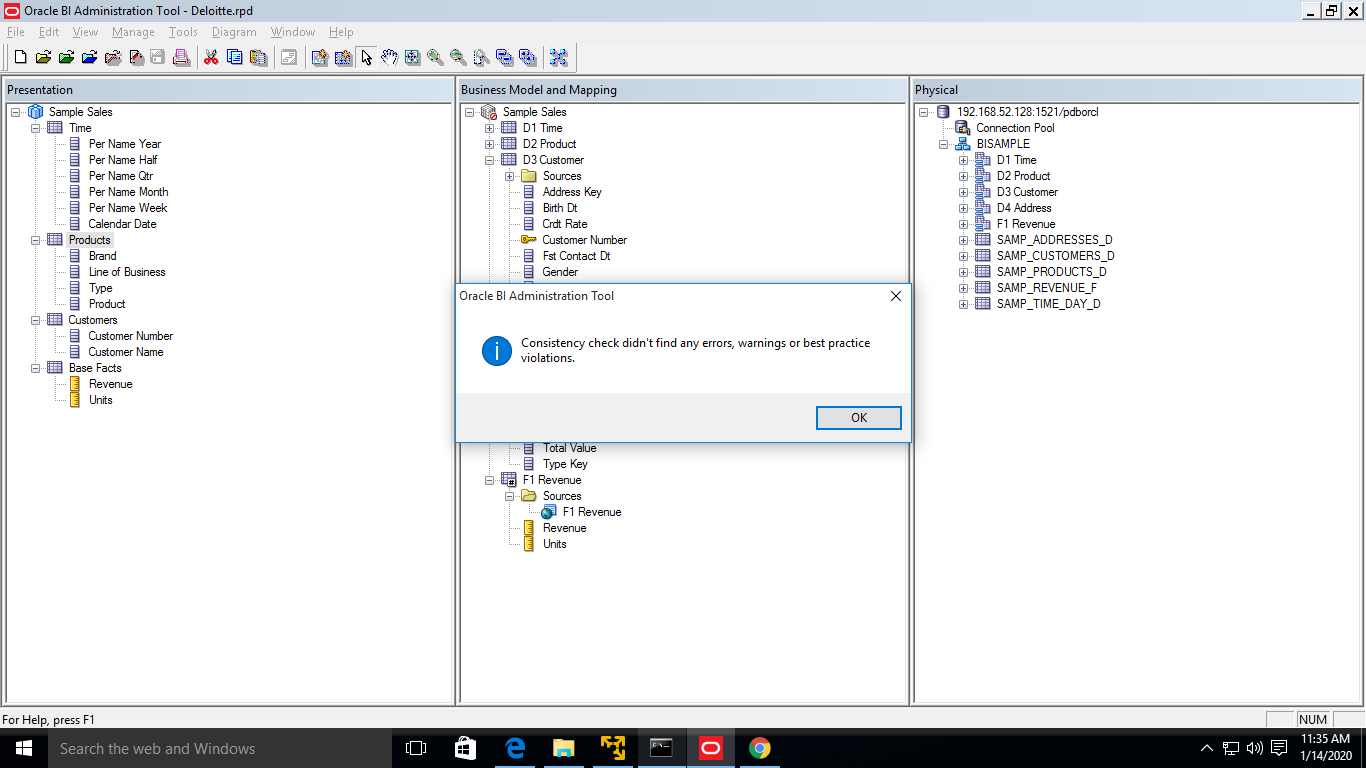 Oracle BI Administration Tool - Deloitte.rpd
File Edit View Manage Tools Diagram Window Help
Presentation
Sample Sales
Time
Per Name Year
Per Name Half
Per Name Qtr
Per Name Month
Per Name Week
Calendar Date
Products
Brand
Line of Business
Type
Product
Customers
Customer Number
Customer Name
Base Facts
Revenue
Units
Business Model and Mapping
Sample Sales
D1 Time
D2 Product
D3 Customer
Sources
Address Key
Birth Dt
Crdt Rate
Customer Number
Fst Contact Dt
Gender
Oracle BI Administration Tool
Consistency check didn't find any errors, warnings or best practice
violations.
OK
Total Value
Type Key
F1 Revenue
Sources
F1 Revenue
Revenue
Units
Physical
192.168.52.128:1521/pdborcl
Connection Pool
BISAMPLE
D1 Time
D2 Product
D3 Customer
D4 Address
F1 Revenue
SAMP_ADDRESSES_D
SAMP_CUSTOMERS_D
SAMP_PRODUCTS_D
SAMP_REVENUE_F
SAMP_TIME_DAY_D
For Help, press F1
NUM
Search the web and Windows
11:35 AM
1/14/2020